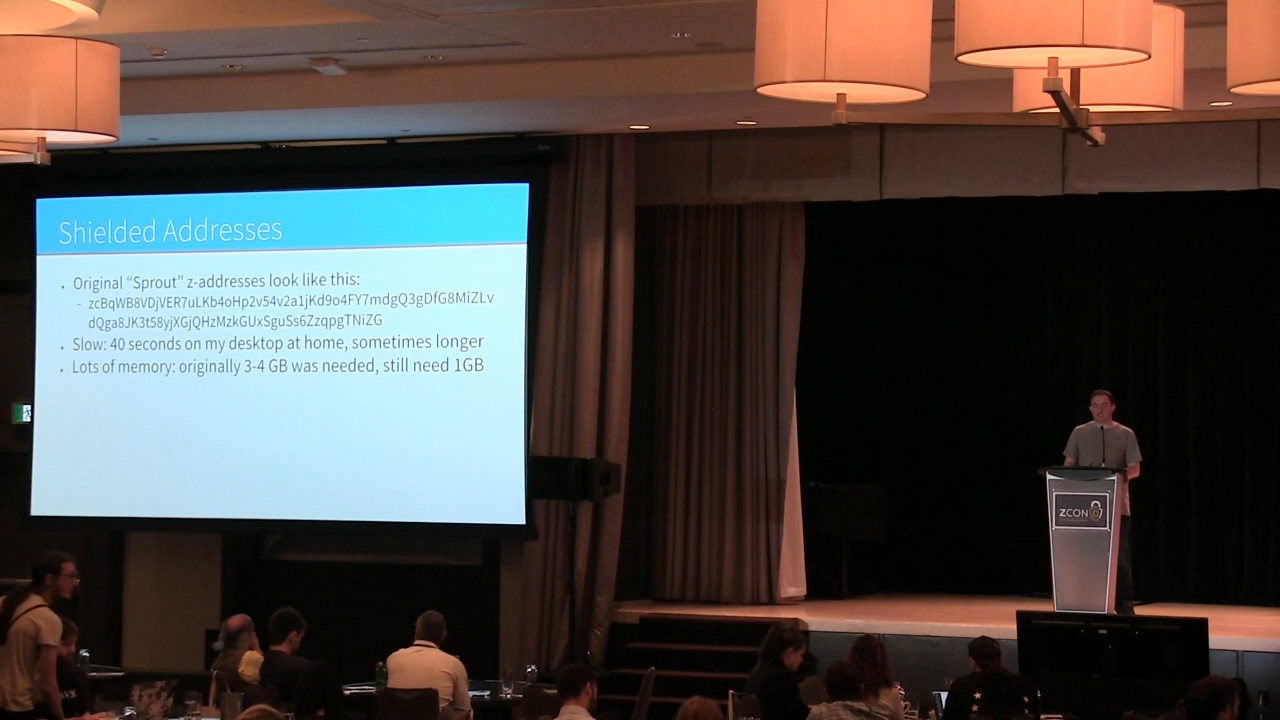 Shielded Addresses
Original “Sprout” z-addresses look like this:
zcBqWB8VDjVER7uLKb4oHp2v54v2a1jKd9o4FY7mdgQ3gDfG8MiZLv
dQga8JK3t58yjXGjQHzMzkGUxSguSs6ZzqpgTNiZG
Slow: 40 seconds on my desktop at home, sometimes longer
Lots of memory: originally 3-4 GB was needed, still need 1GB
ZCON